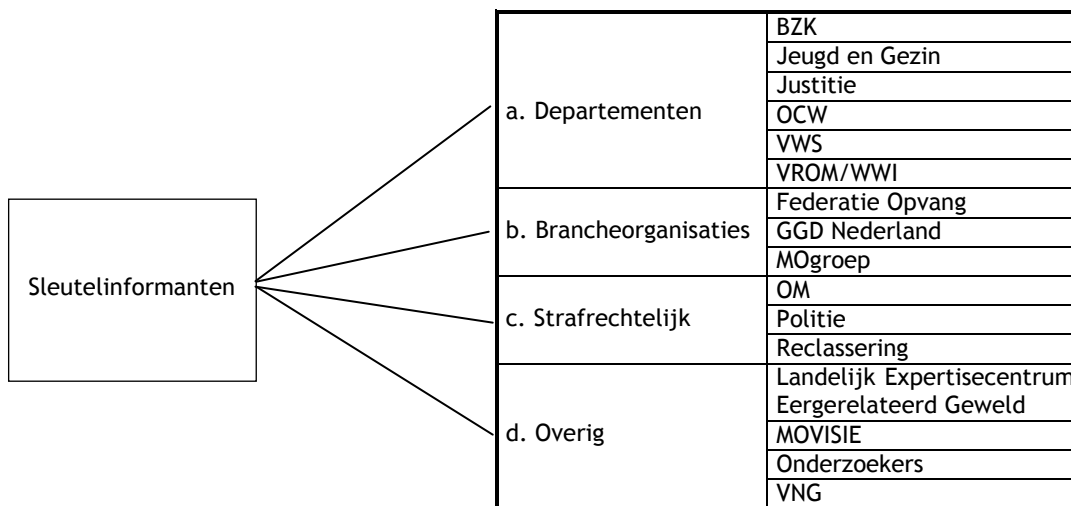 Sleutelinformanten
a. Departementen
BZK
Jeugd en Gezin
Justitie
OCW
VWS
VROM/WWI
b. Brancheorganisaties
Federatie Opvang
GGD Nederland
MOgroep
c. Strafrechtelijk
OM
Politie
Reclassering
d. Overig
Landelijk Expertisecentrum
Eergerelateerd Geweld
MOVISIE
Onderzoekers
VNG